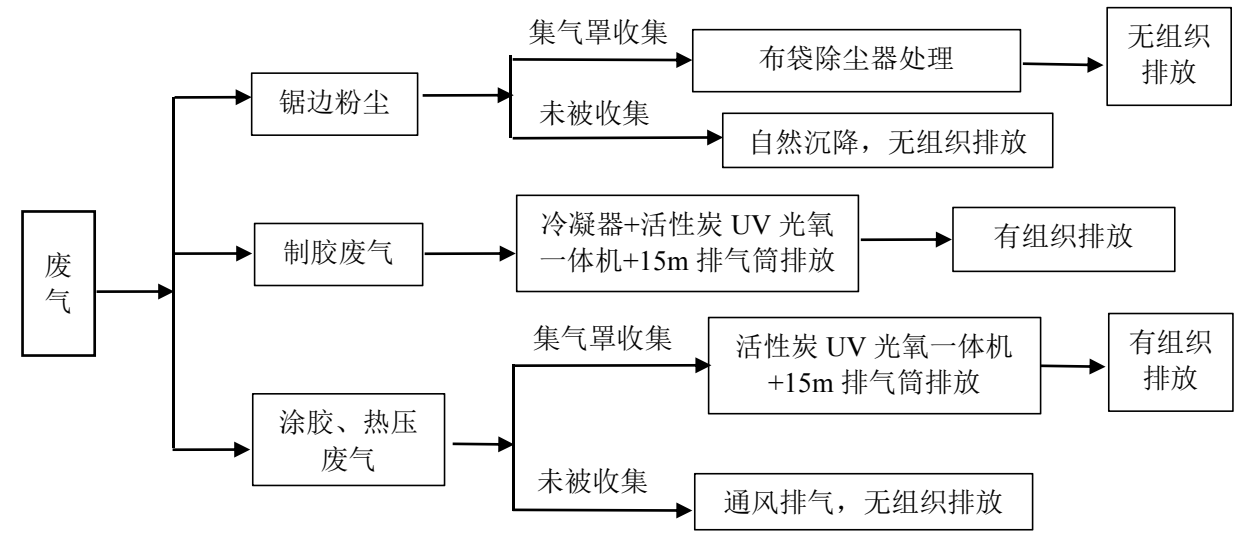 集气罩收集
布袋除尘器处理
无组织
排放
锯边粉尘
未被收集
自然沉降，无组织排放
废
气
制胶废气
冷凝器+活性炭 UV 光氧
一体机+15m 排气筒排放
有组织排放
集气罩收集
活性炭 UV 光氧一体机
+15m 排气筒排放
有组织
排放
涂胶、热压
废气
未被收集
通风排气，无组织排放